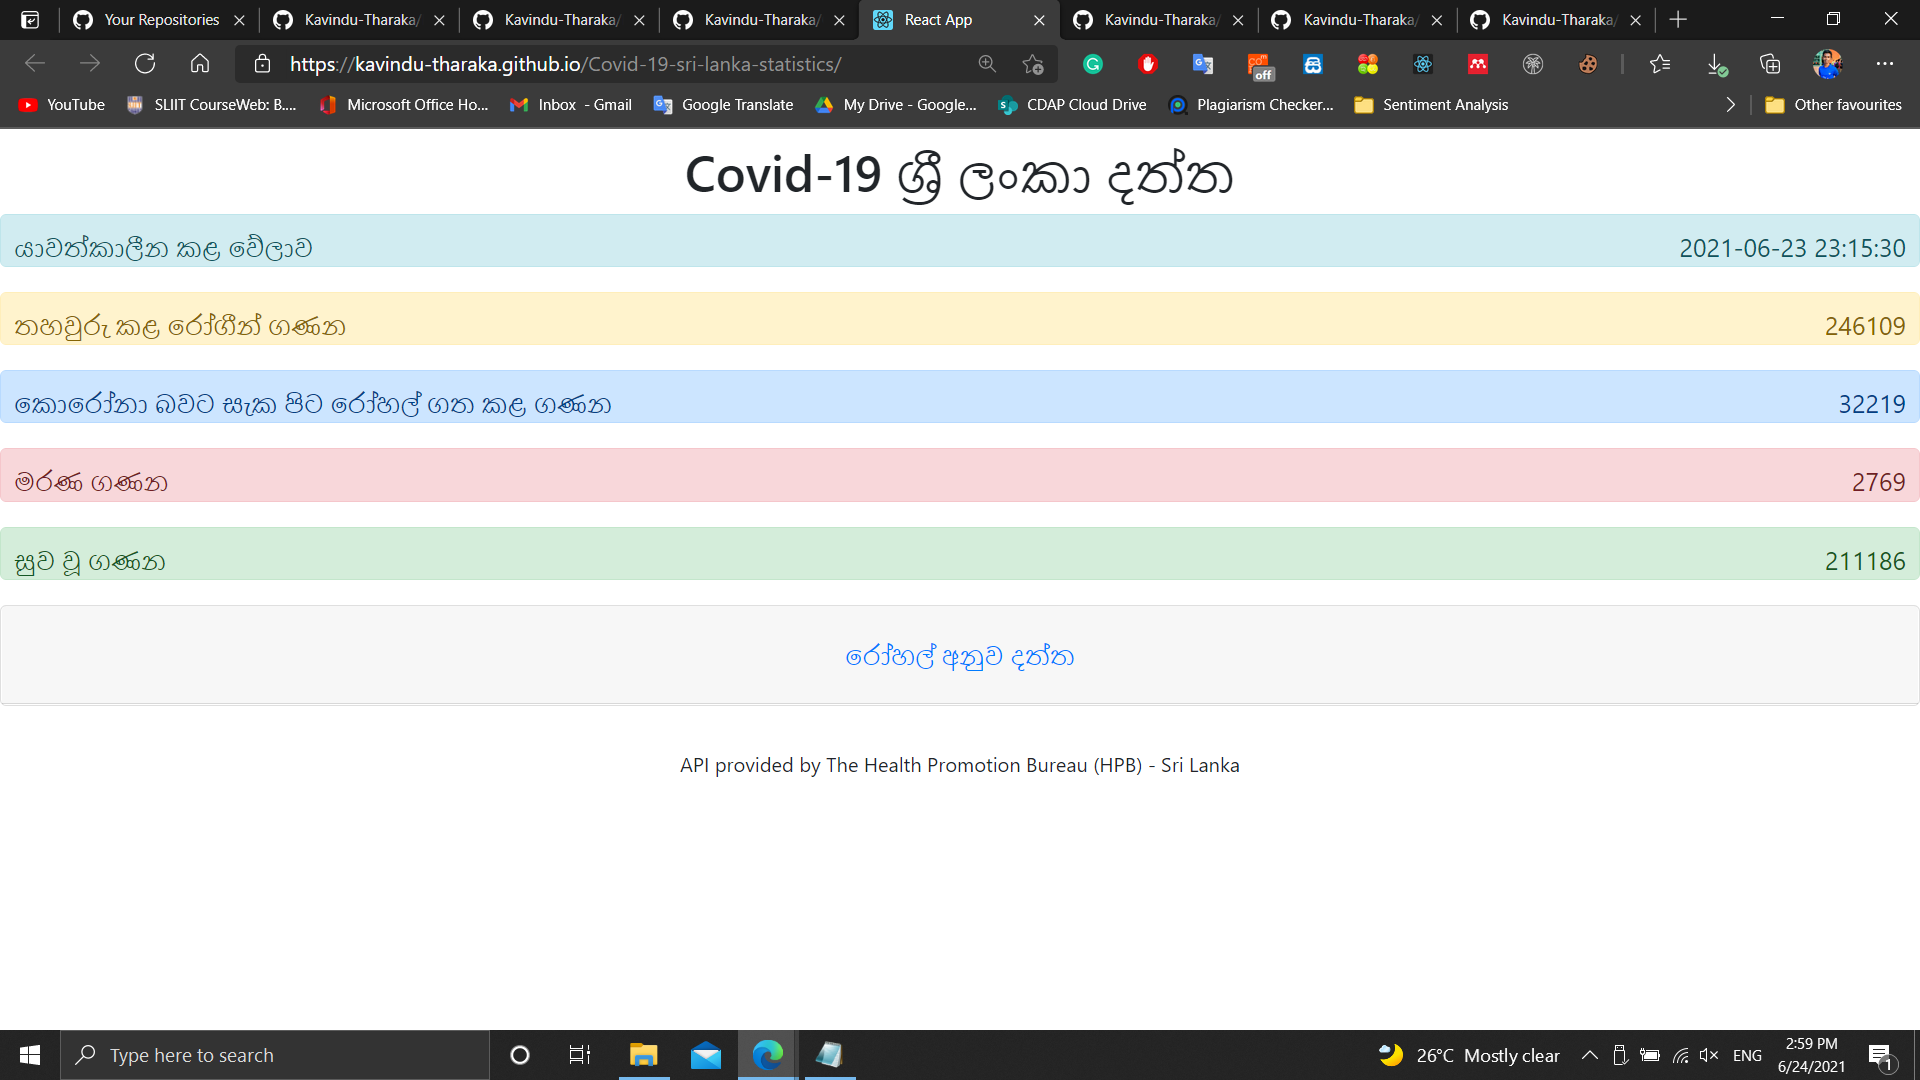 Your Repositories
Kavindu-Tharaka/
Kavindu-Tharaka/
Kavindu-Tharaka/
React App
Kavindu-Tharaka/
Kavindu-Tharaka/
Kavindu-Tharaka/
https://kavindu-tharaka.github.io/Covid-19-sri-lanka-statistics/
off
YouTube
SLIIT CourseWeb: B....
Microsoft Office Ho...
Inbox - Gmail
Google Translate
My Drive - Google...
CDAP Cloud Drive
Plagiarism Checker...
Sentiment Analysis
Other favourites
Covid-19 ශ්‍රී ලංකා දත්ත
යාවත්කාලීන කළ වේලාව 2021-06-23 23:15:30
තහවුරු කළ රෝගීන් ගණන 246109
කොරෝනා බවට සැක පිට රෝහල් ගත කළ ගණන 32219
මරණ ගණන 2769
සුව වූ ගණන 211186
රෝහල් අනුව දත්ත
API provided by The Health Promotion Bureau (HPB) - Sri Lanka
Type here to search
26°C Mostly clear
ENG
2:59 PM
6/24/2021
1